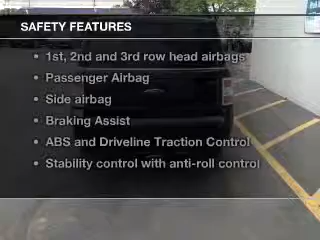 SAFETY FEATURES
• 1st, 2nd and 3rd row head airbags
• Passenger Airbag
• Side airbag
• Braking Assist
• ABS and Driveline Traction Control
• Stability control with anti-roll control